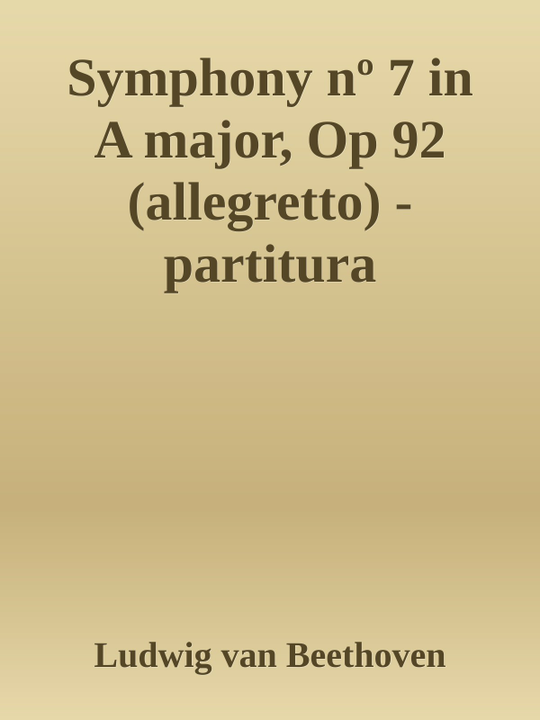 Symphony nº 7 in
A major, Op 92
(allegretto) -
partitura
Ludwig van Beethoven